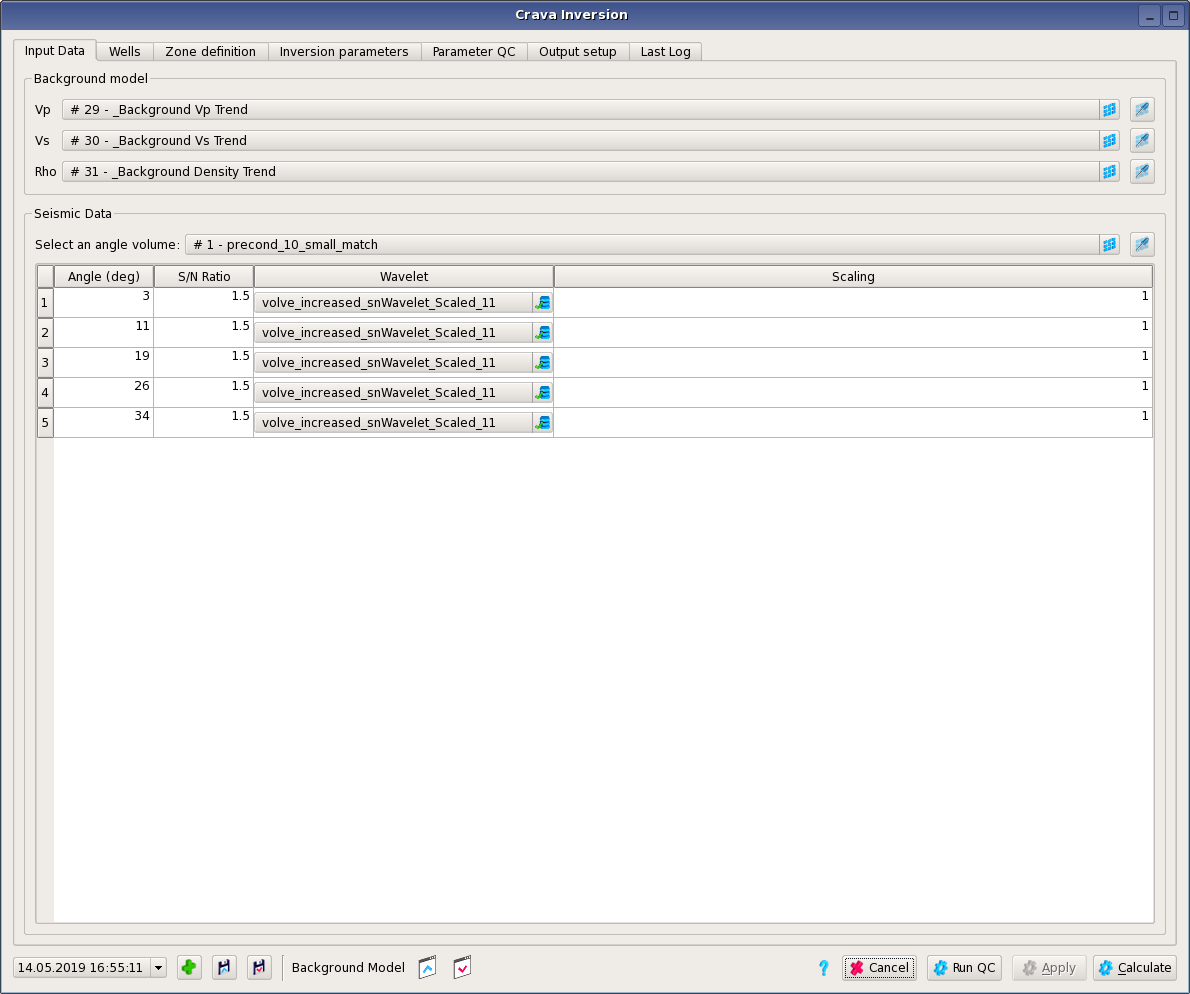 Crava Inversion
Input Data Wells Zone definition Inversion parameters Parameter QC Output setup Last Log
Background model
Vp # 29 - _Background Vp Trend
Vs # 30 - _Background Vs Trend
Rho # 31 - _Background Density Trend
Seismic Data
Select an angle volume: # 1 - precond_10_small_match
Angle (deg) S/N Ratio Wavelet Scaling
1 3 1.5 volve_increased_snWavelet_Scaled_11 1
2 11 1.5 volve_increased_snWavelet_Scaled_11 1
3 19 1.5 volve_increased_snWavelet_Scaled_11 1
4 26 1.5 volve_increased_snWavelet_Scaled_11 1
5 34 1.5 volve_increased_snWavelet_Scaled_11 1
14.05.2019 16:55:11 Background Model ? Cancel Run QC Apply Calculate